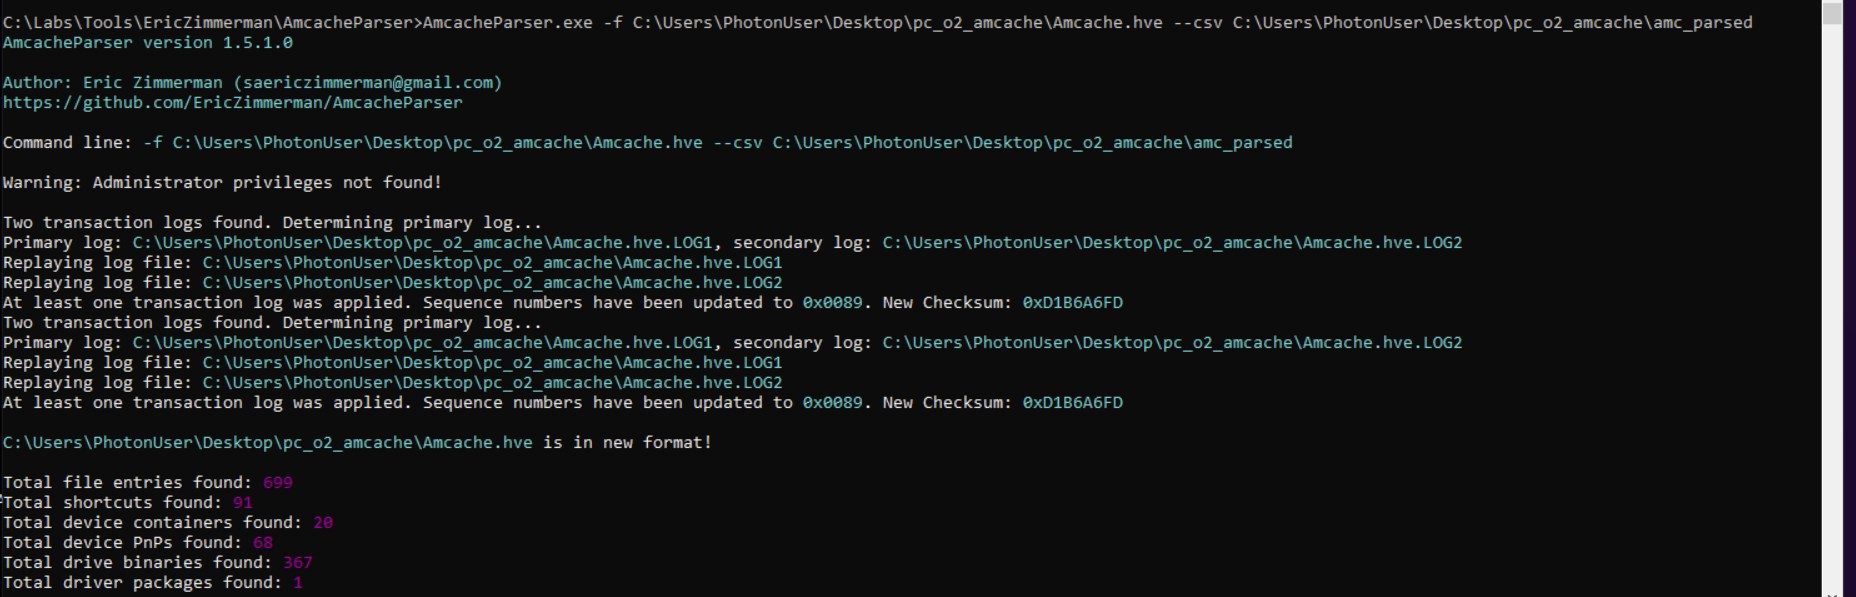 C:\Labs\Tools\EricZimmerman\AmcacheParser>AmcacheParser.exe -f C:\Users\PhotonUser\Desktop\pc_o2_amcache\Amcache.hve --csv C:\Users\PhotonUser\Desktop\pc_o2_amcache\amc_parsed
AmcacheParser version 1.5.1.0
Author: Eric Zimmerman (saericzimmerman@gmail.com)
https://github.com/EricZimmerman/AmcacheParser
Command line: -f C:\Users\PhotonUser\Desktop\pc_o2_amcache\Amcache.hve --csv C:\Users\PhotonUser\Desktop\pc_o2_amcache\amc_parsed
Warning: Administrator privileges not found!
Two transaction logs found. Determining primary log...
Primary log: C:\Users\PhotonUser\Desktop\pc_o2_amcache\Amcache.hve.LOG1, secondary log: C:\Users\PhotonUser\Desktop\pc_o2_amcache\Amcache.hve.LOG2
Replaying log file: C:\Users\PhotonUser\Desktop\pc_o2_amcache\Amcache.hve.LOG1
Replaying log file: C:\Users\PhotonUser\Desktop\pc_o2_amcache\Amcache.hve.LOG2
At least one transaction log was applied. Sequence numbers have been updated to 0x0089. New Checksum: 0xD1B6A6FD
Two transaction logs found. Determining primary log...
Primary log: C:\Users\PhotonUser\Desktop\pc_o2_amcache\Amcache.hve.LOG1, secondary log: C:\Users\PhotonUser\Desktop\pc_o2_amcache\Amcache.hve.LOG2
Replaying log file: C:\Users\PhotonUser\Desktop\pc_o2_amcache\Amcache.hve.LOG1
Replaying log file: C:\Users\PhotonUser\Desktop\pc_o2_amcache\Amcache.hve.LOG2
At least one transaction log was applied. Sequence numbers have been updated to 0x0089. New Checksum: 0xD1B6A6FD
C:\Users\PhotonUser\Desktop\pc_o2_amcache\Amcache.hve is in new format!
Total file entries found: 699
Total shortcuts found: 91
Total device containers found: 20
Total device PnPs found: 68
Total drive binaries found: 367
Total driver packages found: 1